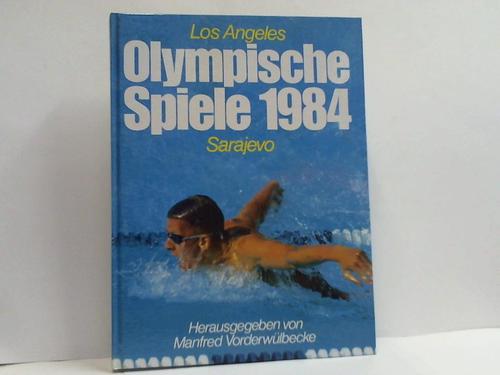 Los Angeles
Olympische
Spiele 1984
Sarajevo
Herausgegeben von
Manfred Vorderwülbecke